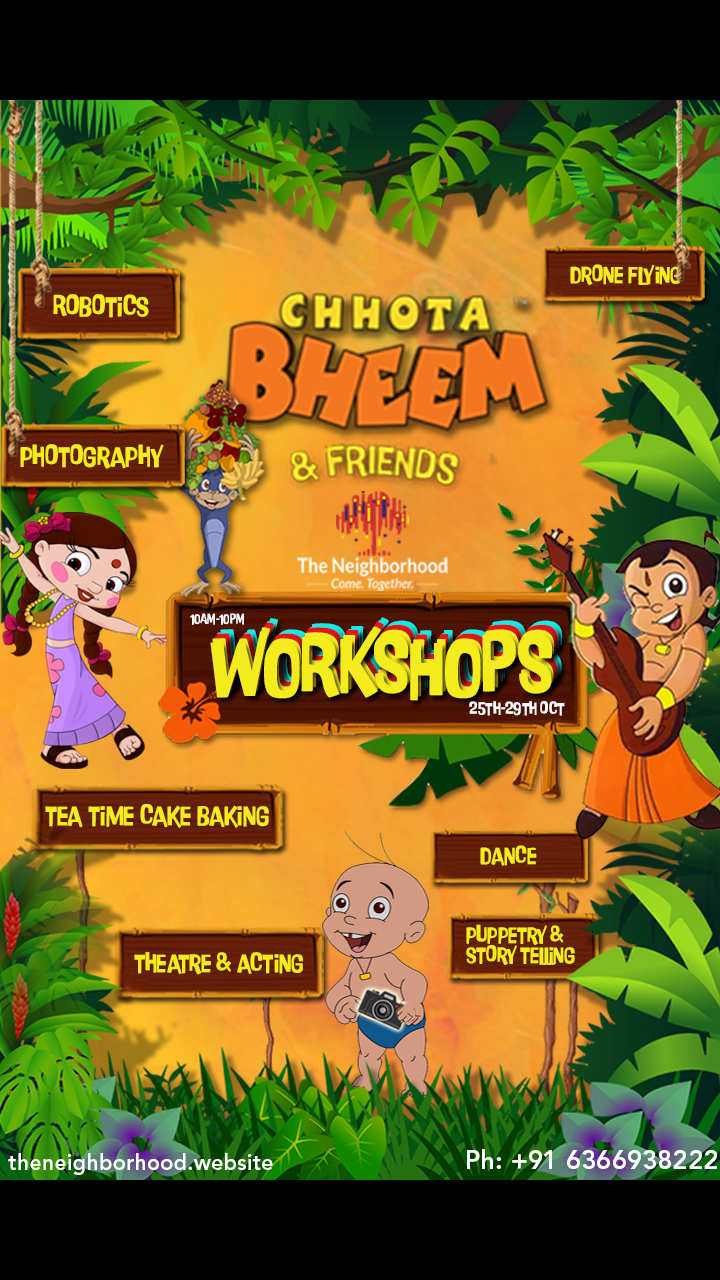 DRONE FLYiNG
ROBOTiCS
CHHOTA
BHEEM
& FRIENDS
PHOTOGRAPHY
The Neighborhood
Come. Together.
10AM-10PM
WORKSHOPS
25TH-29TH OCT
TEA TiME CAKE BAKiNG
DANCE
PUPPETRY &
STORY TELLiNG
THEATRE & ACTiNG
theneighborhood.website
Ph: +91 6366938222